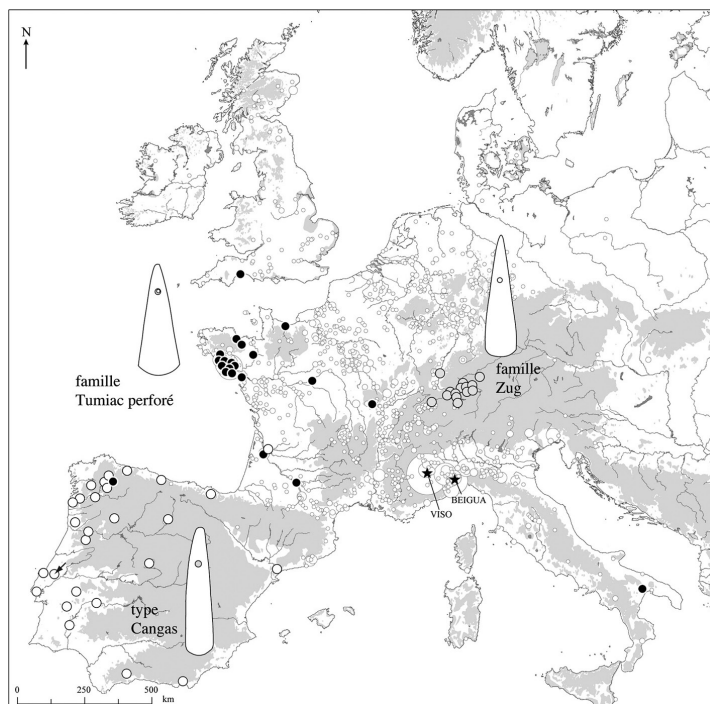 N
famille
Tumiac perforé
famille
Zug
VISO
BEIGUA
type
Cangas
0 250 500
km